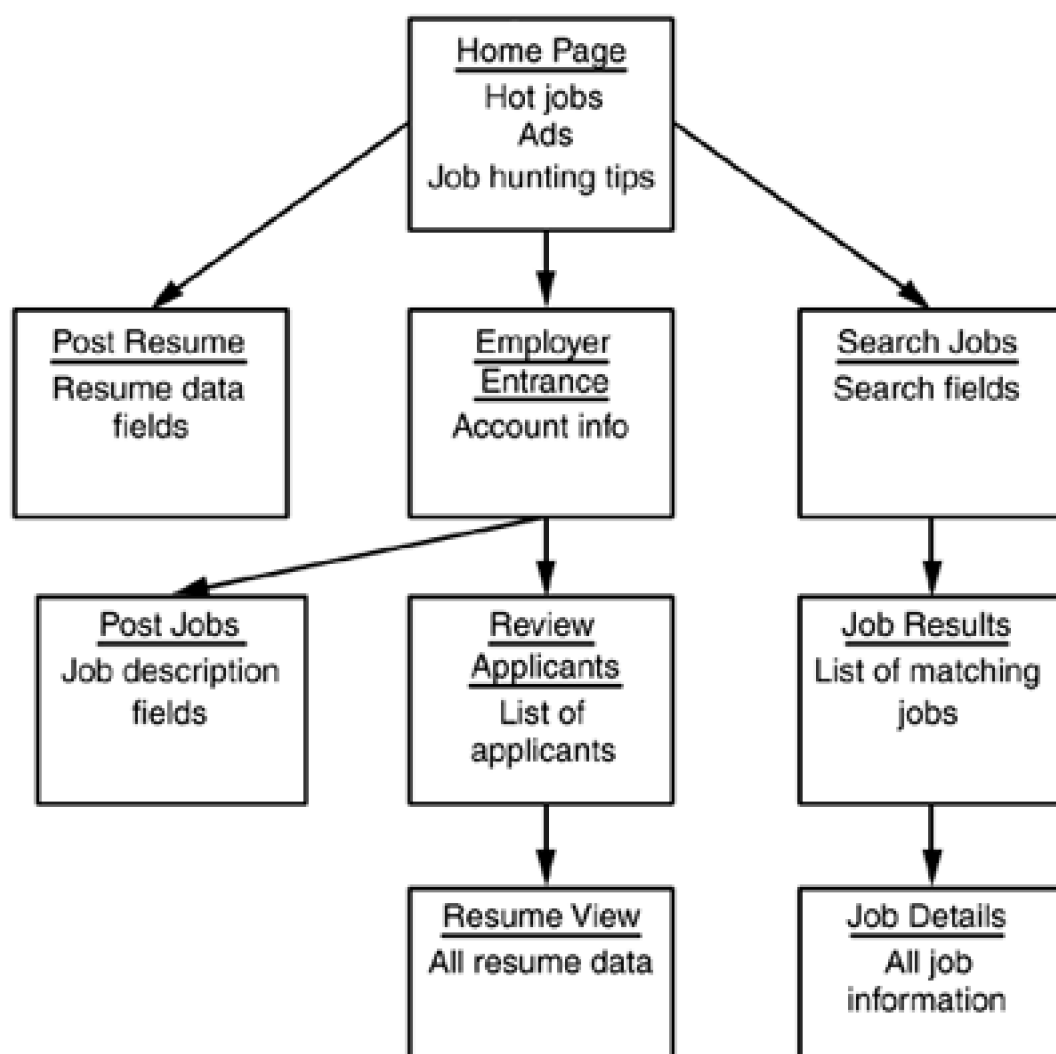 Home Page
Hot jobs
Ads
Job hunting tips
Post Resume
Resume data
fields
Employer
Entrance
Account info
Search Jobs
Search fields
Post Jobs
Job description
fields
Review
Applicants
List of
applicants
Job Results
List of matching
jobs
Resume View
All resume data
Job Details
All job
information